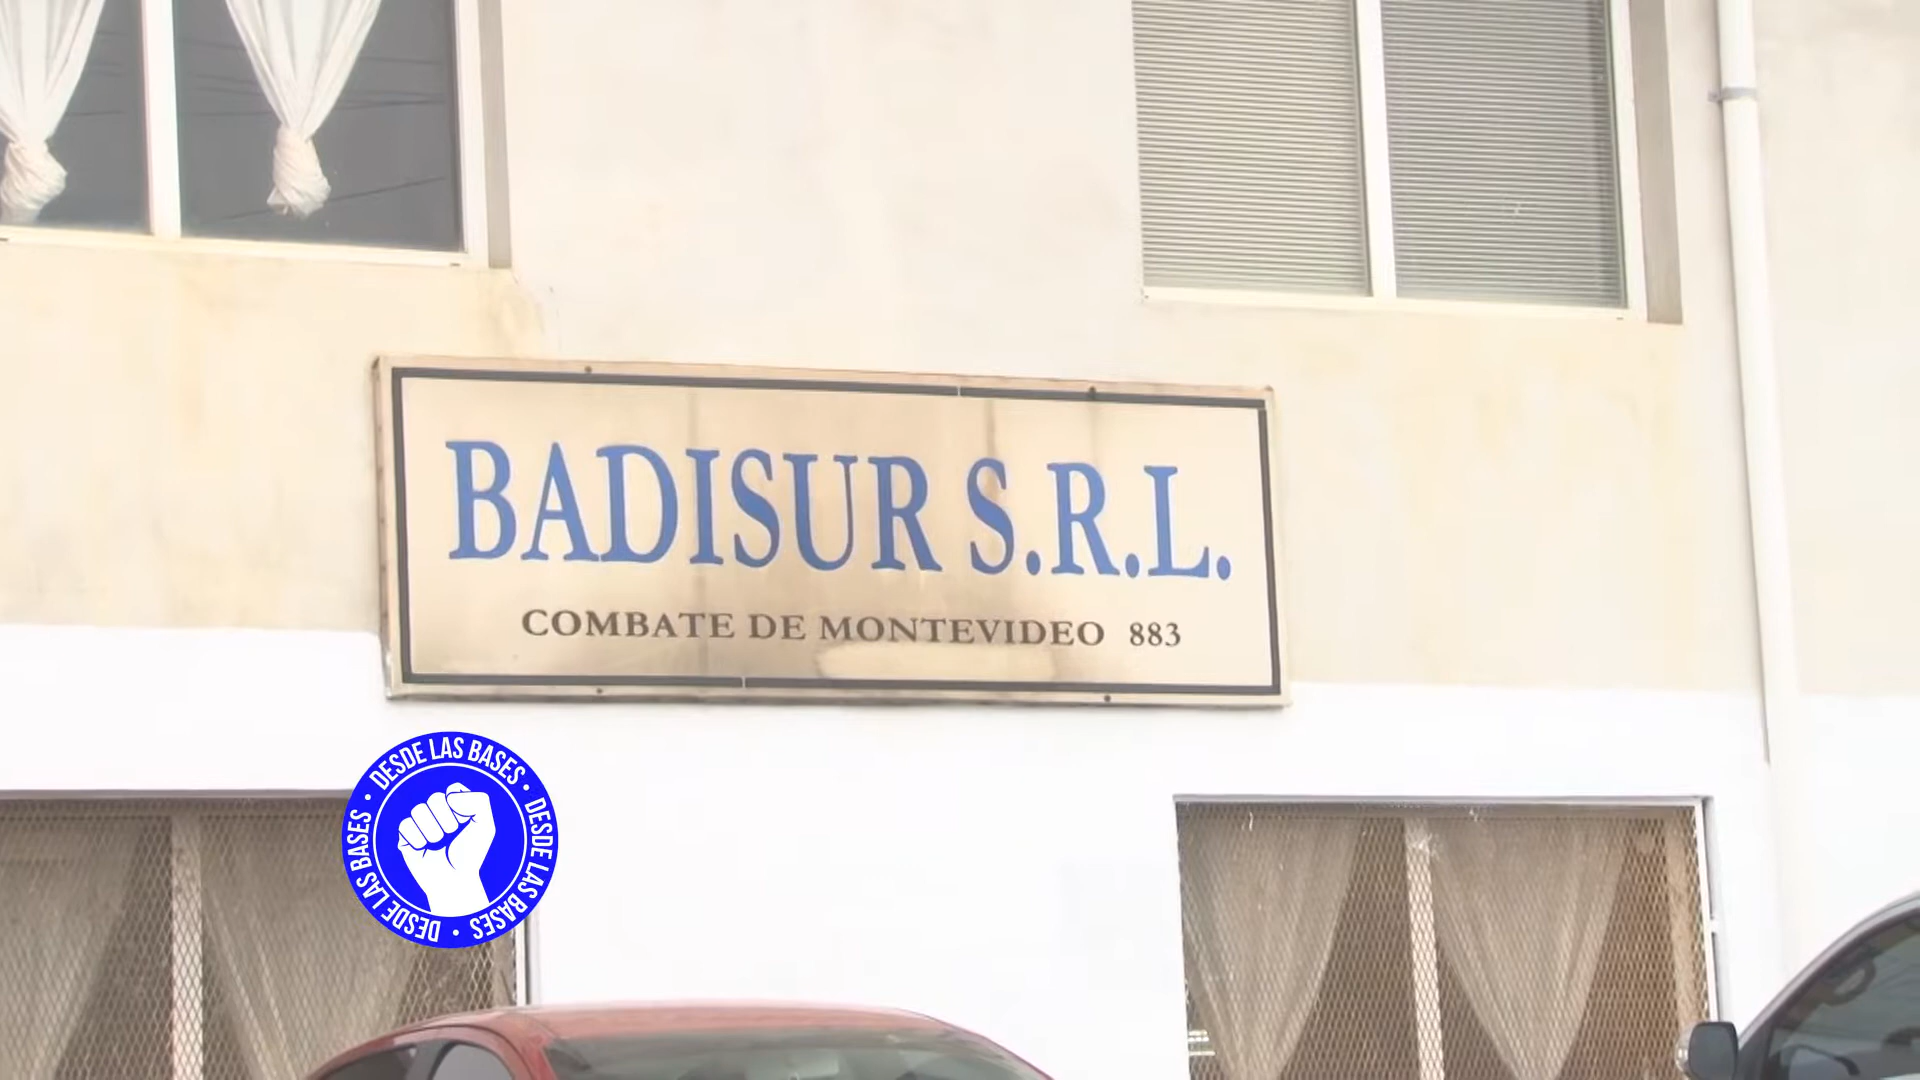 BADISUR S.R.L.
COMBATE DE MONTEVIDEO 883
DESDE LAS BASES • DESDE LAS BASES • DESDE LAS BASES •